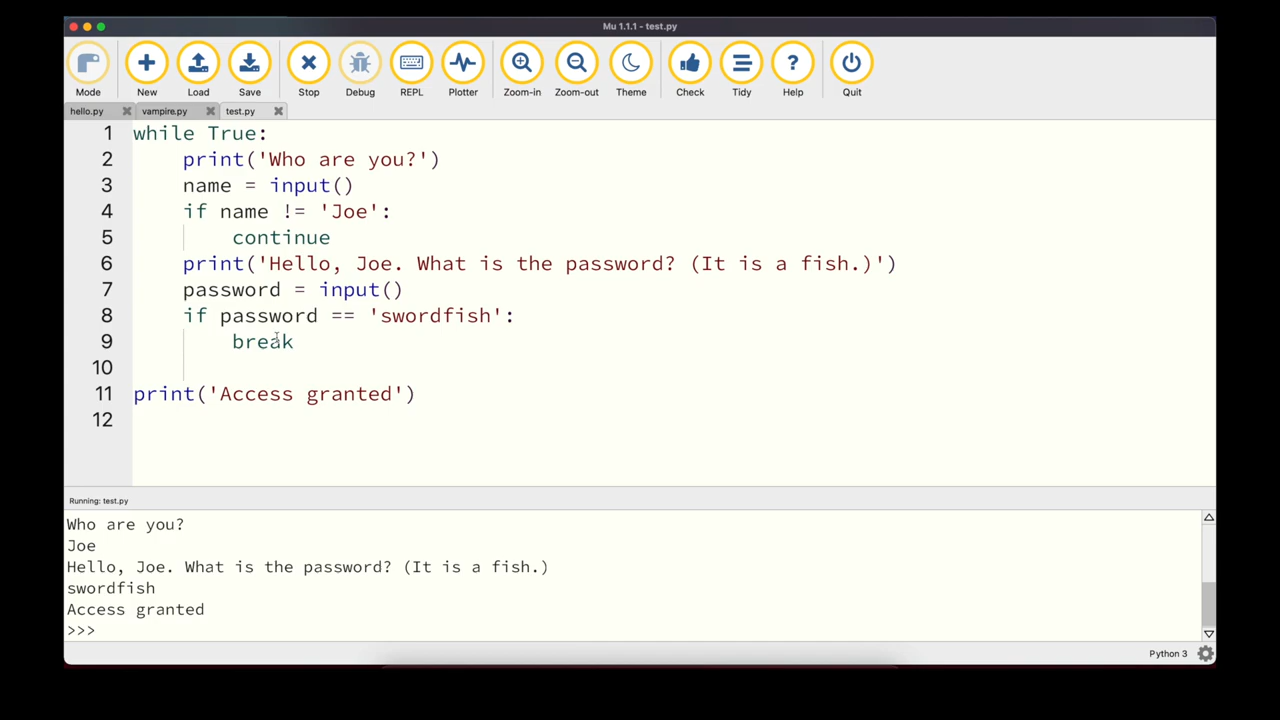 Mu 1.1.1 - test.py
Mode New Load Save Stop Debug REPL Plotter Zoom-in Zoom-out Theme Check Tidy Help Quit
hello.py vampire.py test.py
1 while True:
2     print('Who are you?')
3     name = input()
4     if name != 'Joe':
5         continue
6     print('Hello, Joe. What is the password? (It is a fish.)')
7     password = input()
8     if password == 'swordfish':
9         break
10
11 print('Access granted')
12
Running: test.py
Who are you?
Joe
Hello, Joe. What is the password? (It is a fish.)
swordfish
Access granted
>>>
Python 3